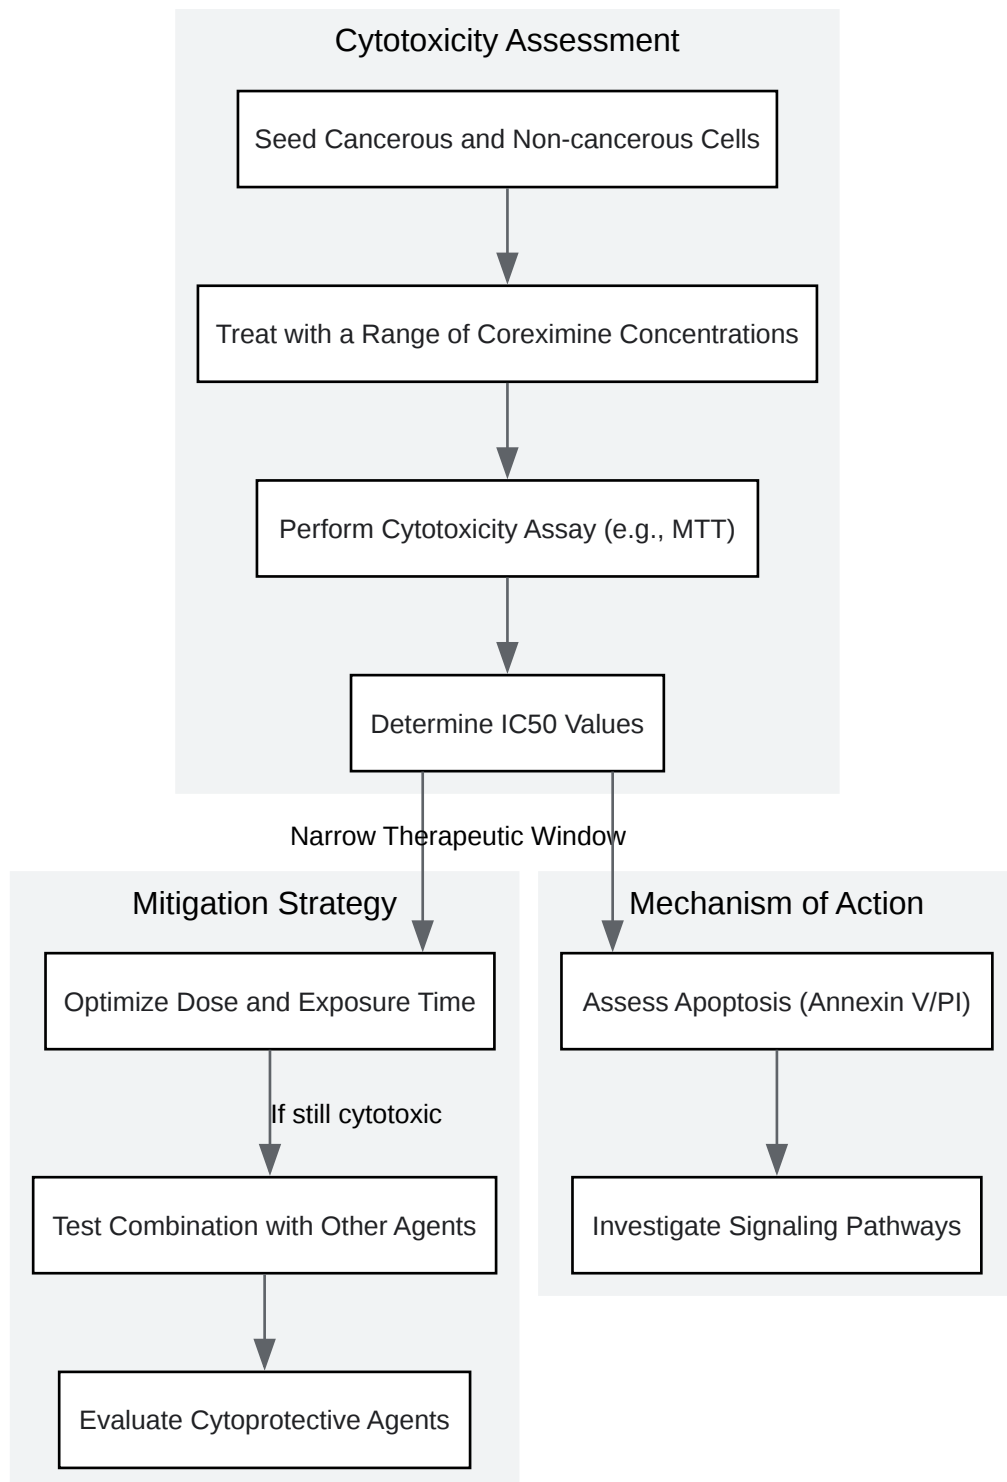 Cytotoxicity Assessment
Seed Cancerous and Non-cancerous Cells
Treat with a Range of Coreximine Concentrations
Perform Cytotoxicity Assay (e.g., MTT)
Determine IC50 Values
Narrow Therapeutic Window
Mitigation Strategy
Optimize Dose and Exposure Time
If still cytotoxic
Test Combination with Other Agents
Evaluate Cytoprotective Agents
Mechanism of Action
Assess Apoptosis (Annexin V/PI)
Investigate Signaling Pathways